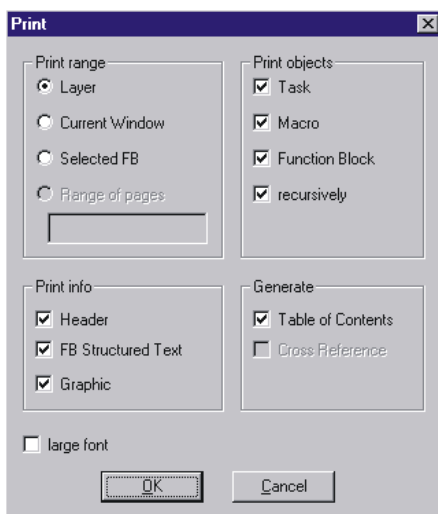 Print
Print range
Layer
Current Window
Selected FB
Range of pages
Print objects
Task
Macro
Function Block
recursively
Print info
Header
FB Structured Text
Graphic
Generate
Table of Contents
Cross Reference
large font
OK
Cancel